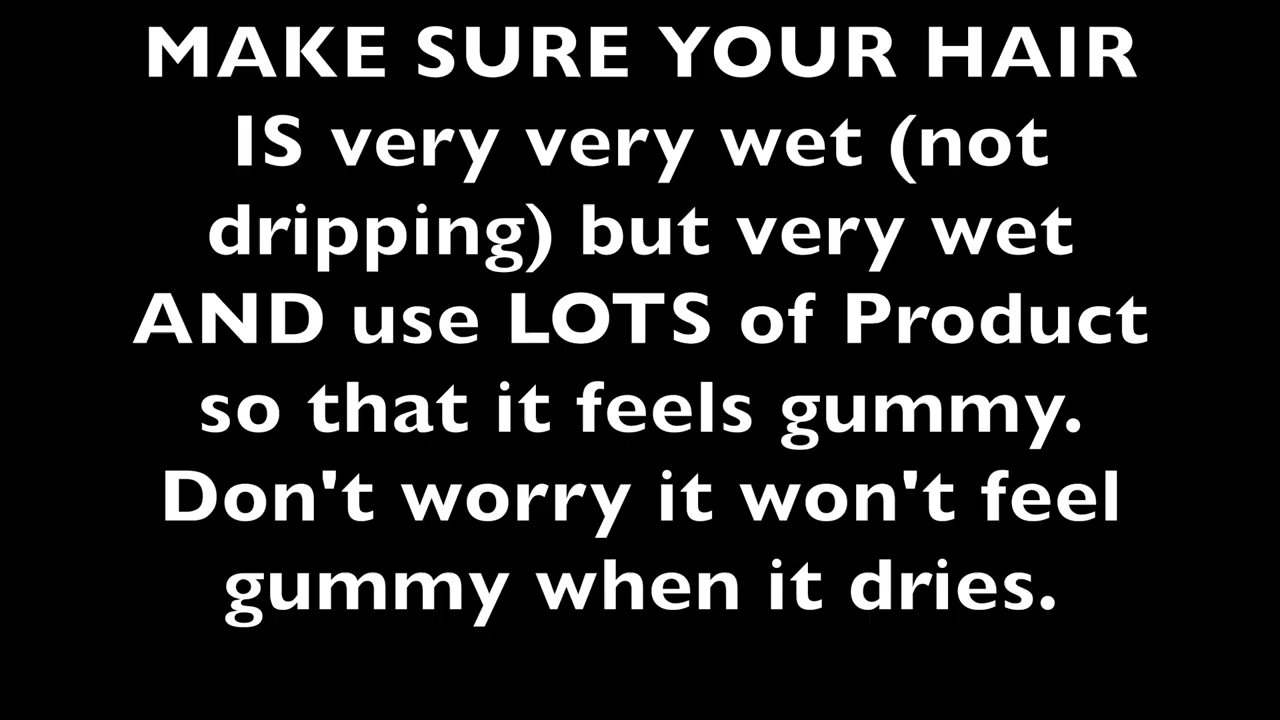 MAKE SURE YOUR HAIR
IS very very wet (not
dripping) but very wet
AND use LOTS of Product
so that it feels gummy.
Don't worry it won't feel
gummy when it dries.